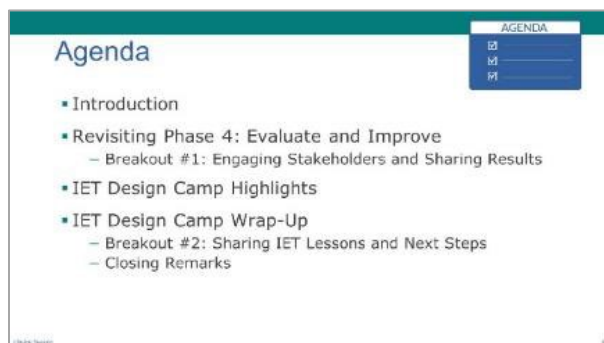 AGENDA
Agenda
Introduction
Revisiting Phase 4: Evaluate and Improve
– Breakout #1: Engaging Stakeholders and Sharing Results
IET Design Camp Highlights
IET Design Camp Wrap-Up
– Breakout #2: Sharing IET Lessons and Next Steps
– Closing Remarks